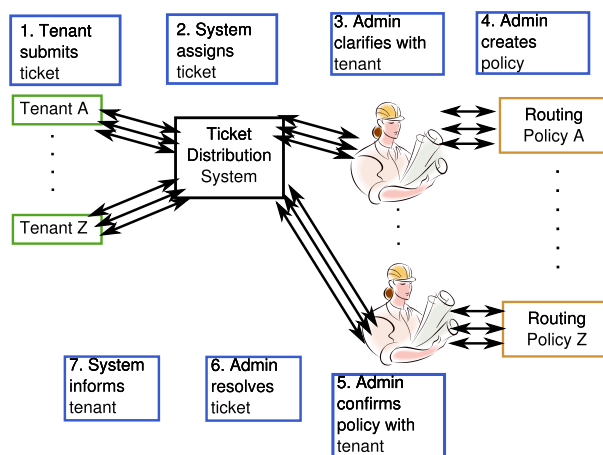 1. Tenant
submits
ticket
2. System
assigns
ticket
3. Admin
clarifies with
tenant
4. Admin
creates
policy
Tenant A
Ticket
Distribution
System
Routing
Policy A
Tenant Z
Routing
Policy Z
7. System
informs
tenant
6. Admin
resolves
ticket
5. Admin
confirms
policy with
tenant